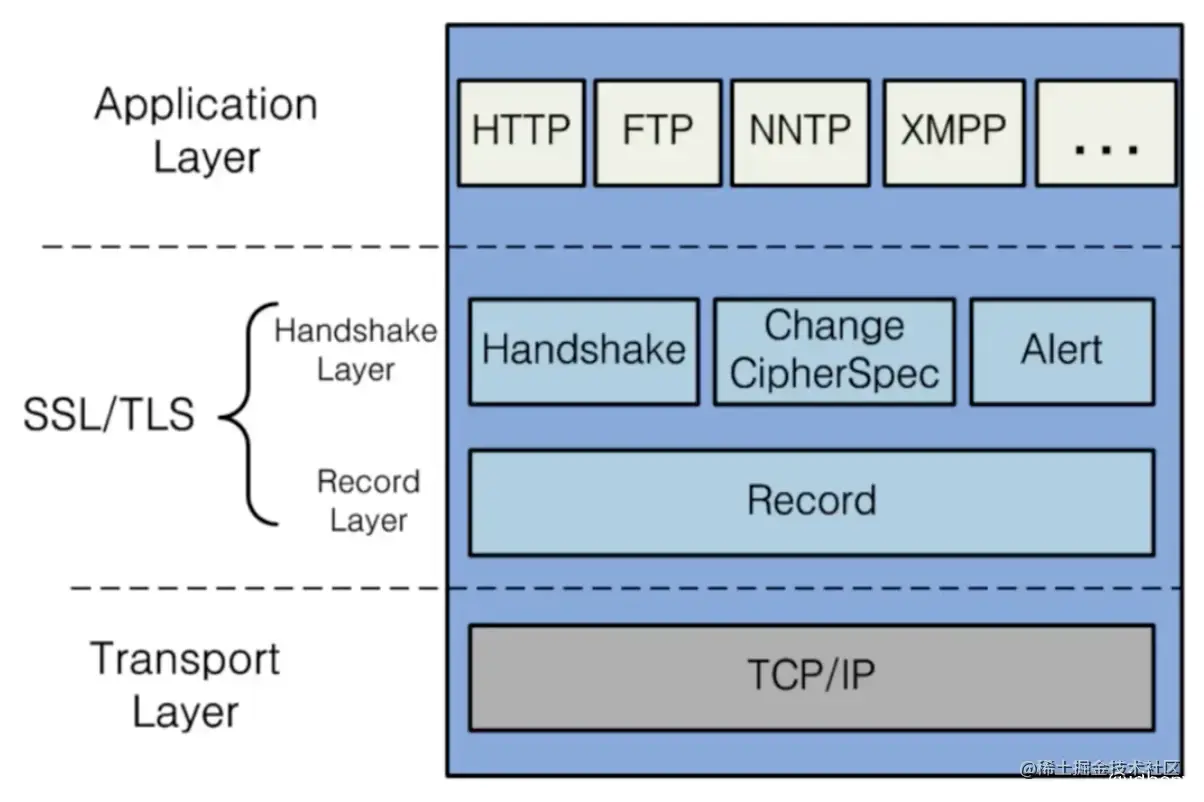 Application
Layer
HTTP
FTP
NNTP
XMPP
...
SSL/TLS
Handshake
Layer
Handshake
Change
CipherSpec
Alert
Record
Layer
Record
Transport
Layer
TCP/IP
@稀土掘金技术社区